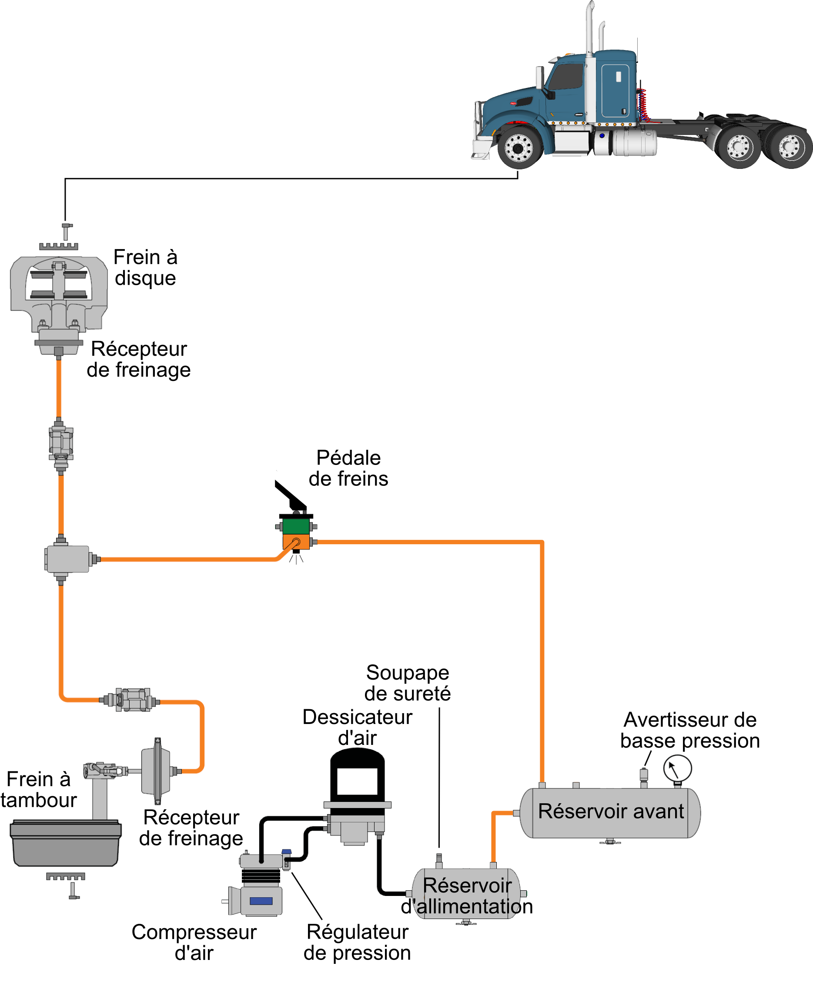 Frein à
disque
Récepteur
de freinage
Pédale
de freins
Soupape
de sureté
Dessicateur
d'air
Avertisseur de
basse pression
Frein à
tambour
Réservoir avant
Récepteur
de freinage
Réservoir
d'allimentation
Compresseur
d'air
Régulateur
de pression